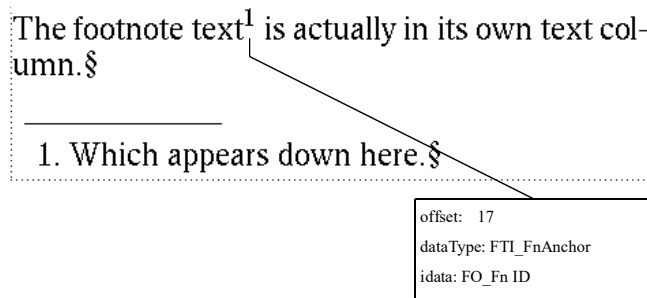 The footnote text1 is actually in its own text col-
umn.§
1. Which appears down here.§
offset: 17
dataType: FTI_FnAnchor
idata: FO_Fn ID